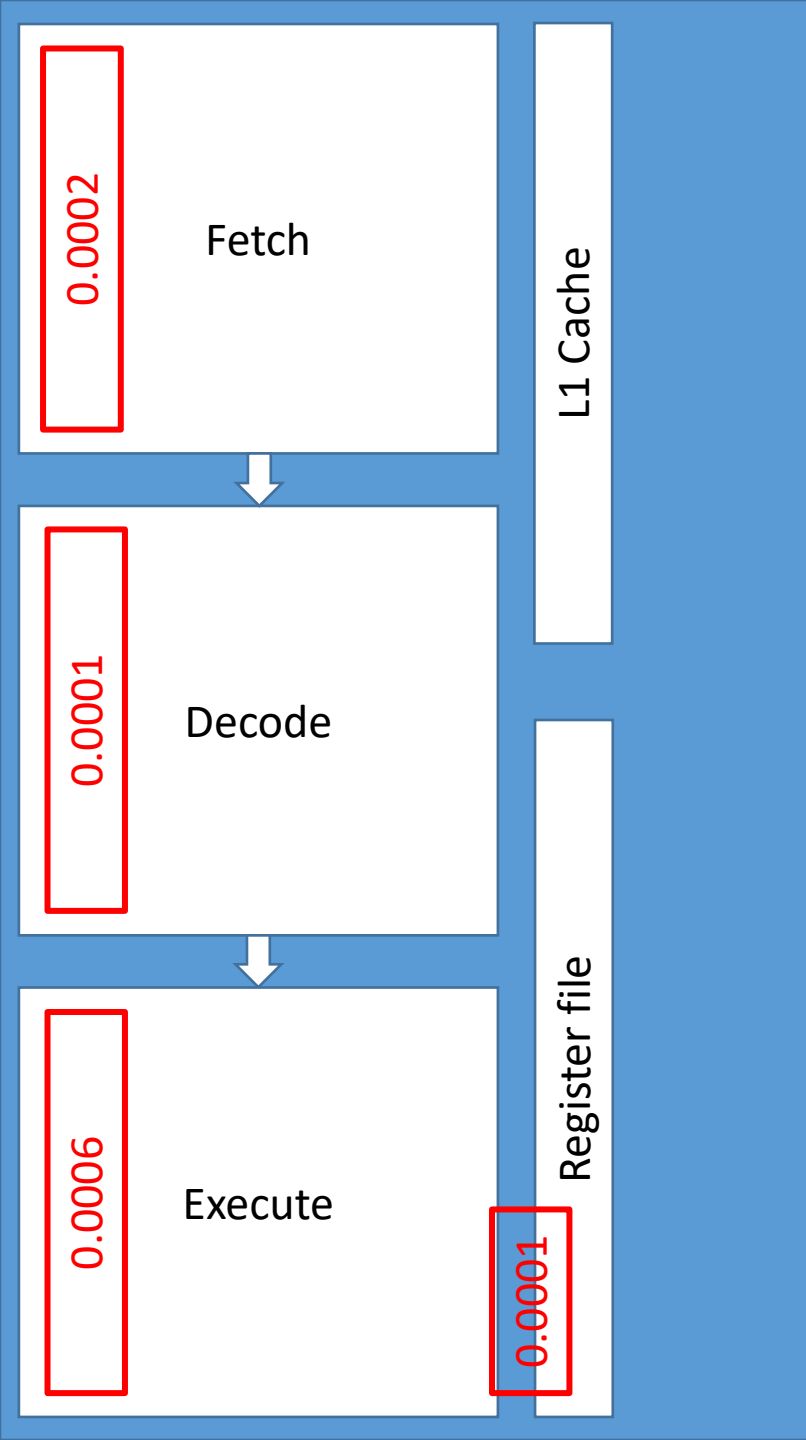 0.0002
Fetch
L1 Cache
0.0001
Decode
0.0006
Execute
Register file
0.0001